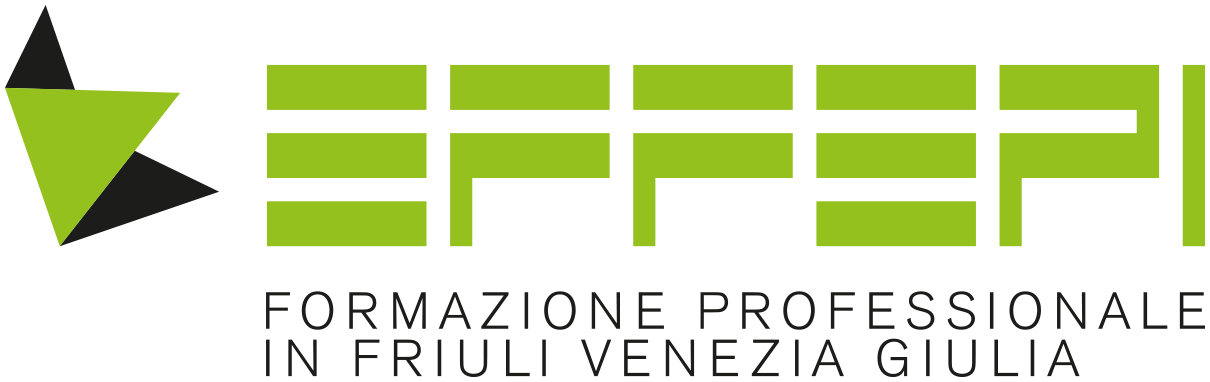 EFFEPI
FORMAZIONE PROFESSIONALE
IN FRIULI VENEZIA GIULIA